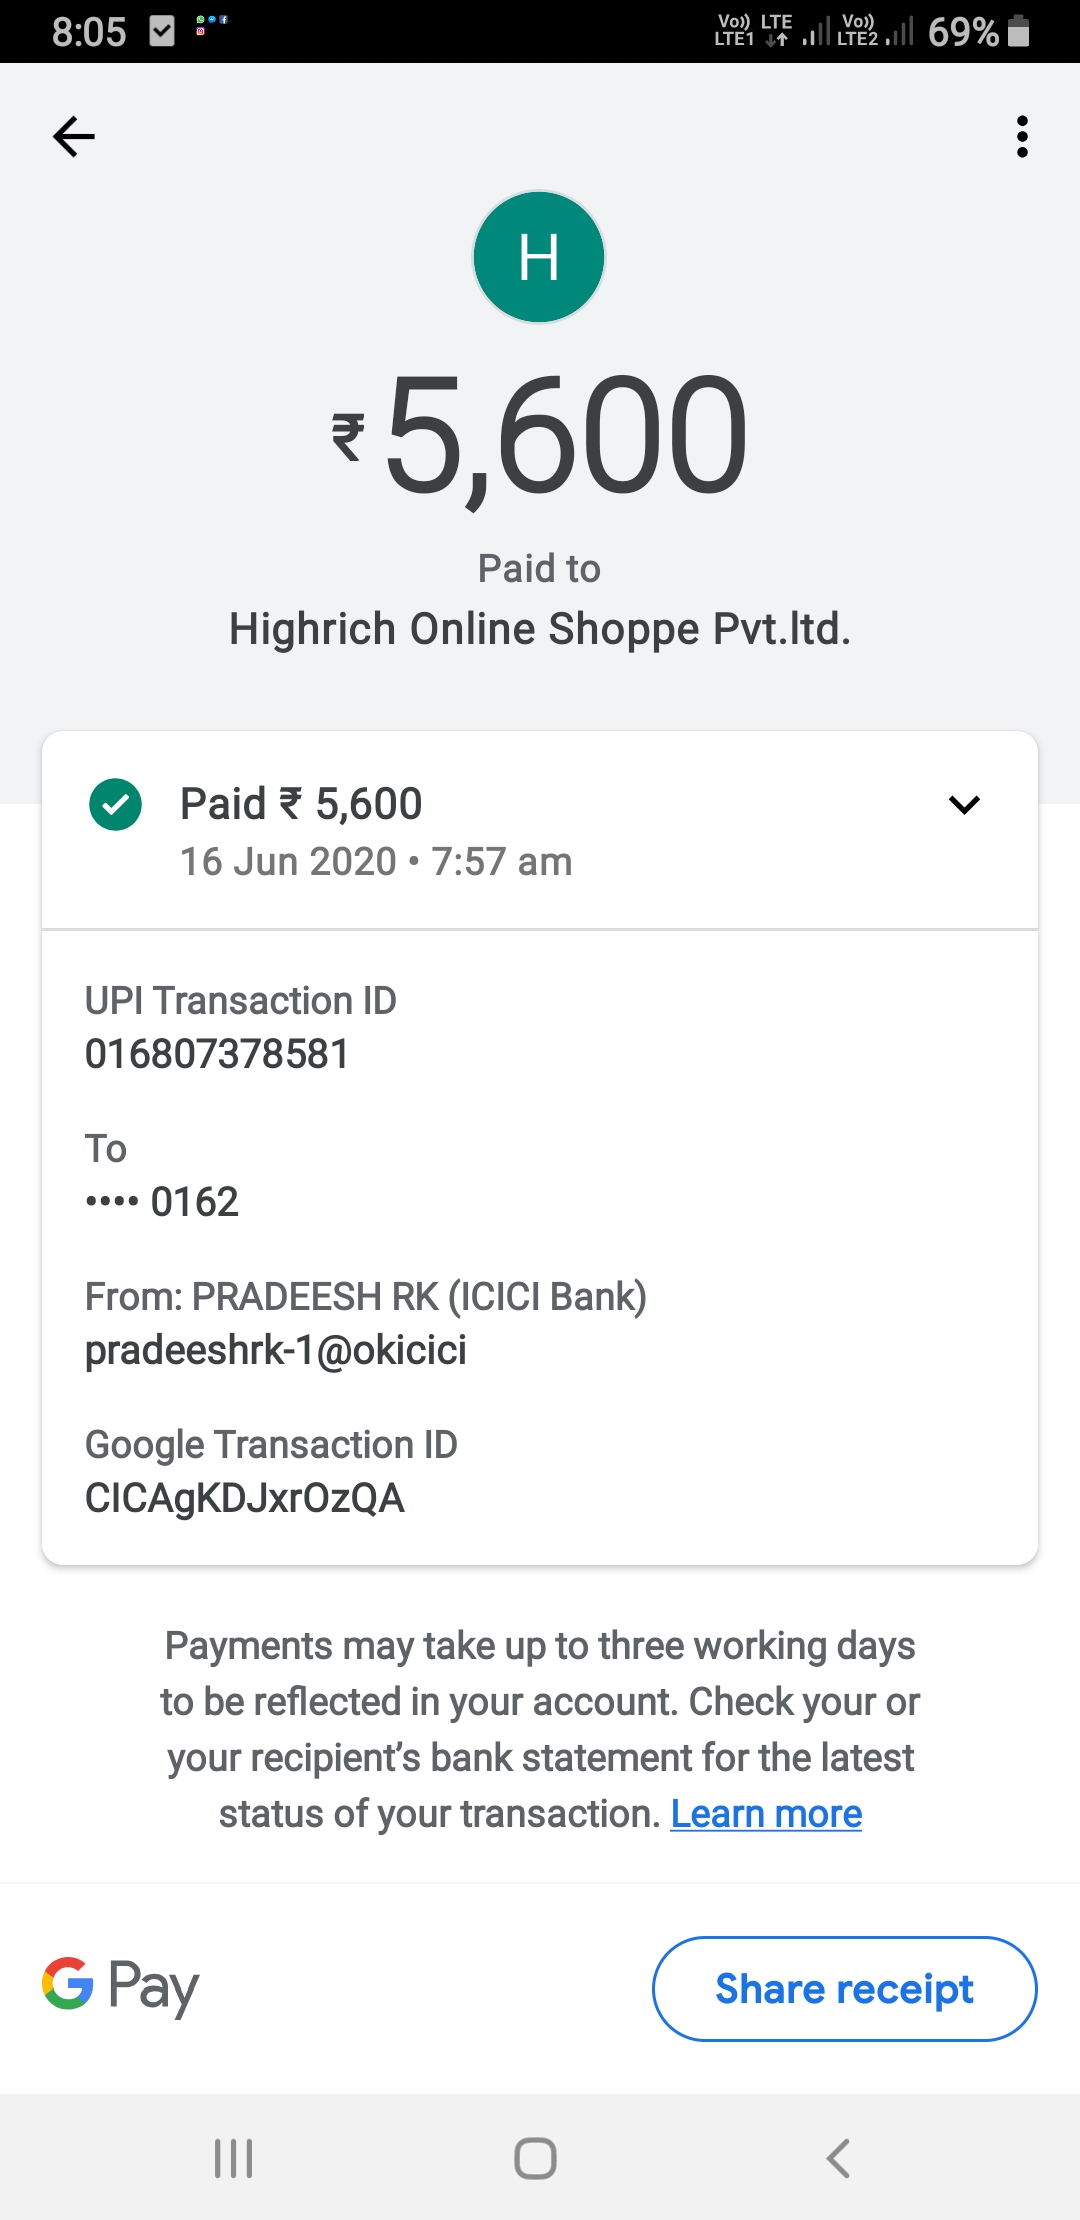 8:05
Vo)) LTE
LTE1
Vo))
LTE2
69%
H
₹5,600
Paid to
Highrich Online Shoppe Pvt.ltd.
Paid ₹ 5,600
16 Jun 2020 • 7:57 am
UPI Transaction ID
016807378581
To
•••• 0162
From: PRADEESH RK (ICICI Bank)
pradeeshrk-1@okicici
Google Transaction ID
CICAgKDJxrOzQA
Payments may take up to three working days
to be reflected in your account. Check your or
your recipient’s bank statement for the latest
status of your transaction. Learn more
G Pay
Share receipt